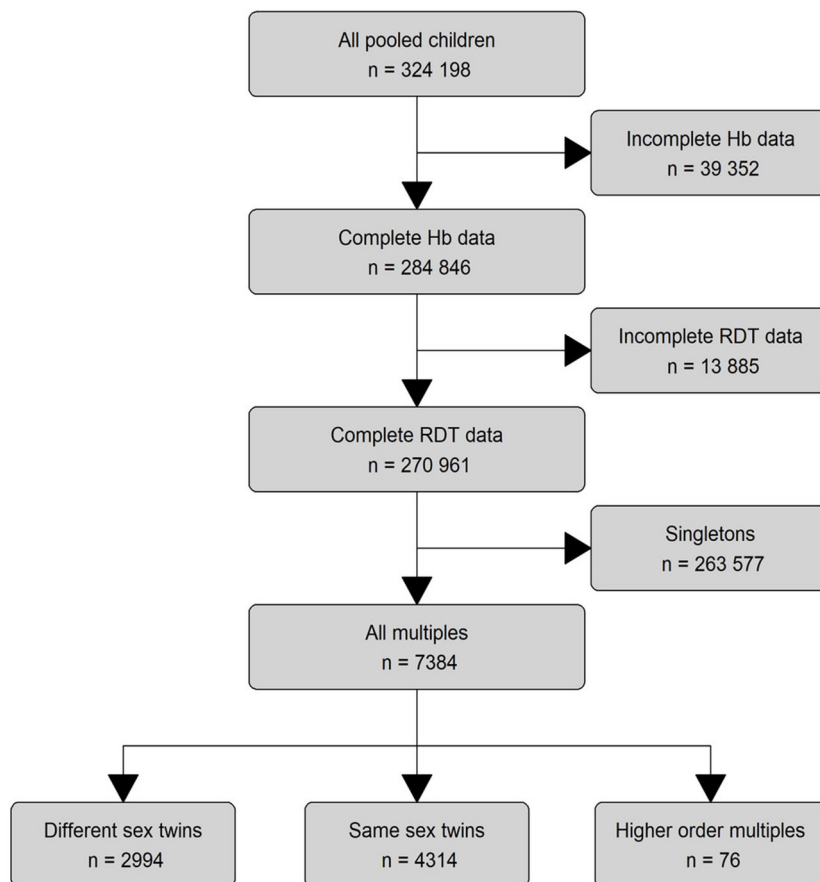 All pooled children
n = 324 198
Incomplete Hb data
n = 39 352
Complete Hb data
n = 284 846
Incomplete RDT data
n = 13 885
Complete RDT data
n = 270 961
Singletons
n = 263 577
All multiples
n = 7384
Different sex twins
n = 2994
Same sex twins
n = 4314
Higher order multiples
n = 76